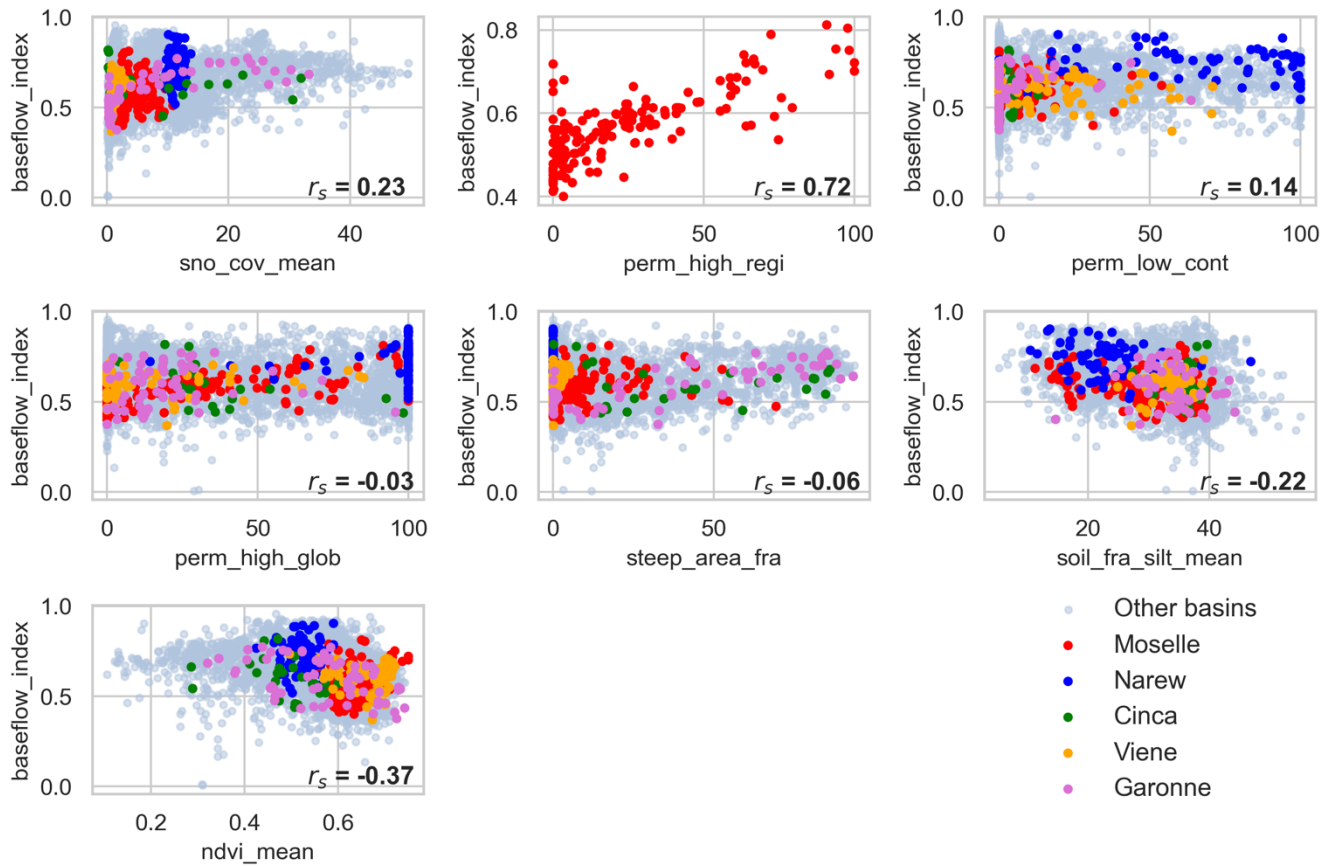 baseflow_index
1.0
0.5
0.0
r_s = 0.23
0 20 40
sno_cov_mean
baseflow_index
0.8
0.6
0.4
r_s = 0.72
0 50 100
perm_high_regi
baseflow_index
1.0
0.5
0.0
r_s = 0.14
0 50 100
perm_low_cont
baseflow_index
1.0
0.5
0.0
r_s = -0.03
0 50 100
perm_high_glob
baseflow_index
1.0
0.5
0.0
r_s = -0.06
0 50
steep_area_fra
baseflow_index
1.0
0.5
0.0
r_s = -0.22
20 40
soil_fra_silt_mean
baseflow_index
1.0
0.5
0.0
r_s = -0.37
0.2 0.4 0.6
ndvi_mean
Other basins
Moselle
Narew
Cinca
Viene
Garonne